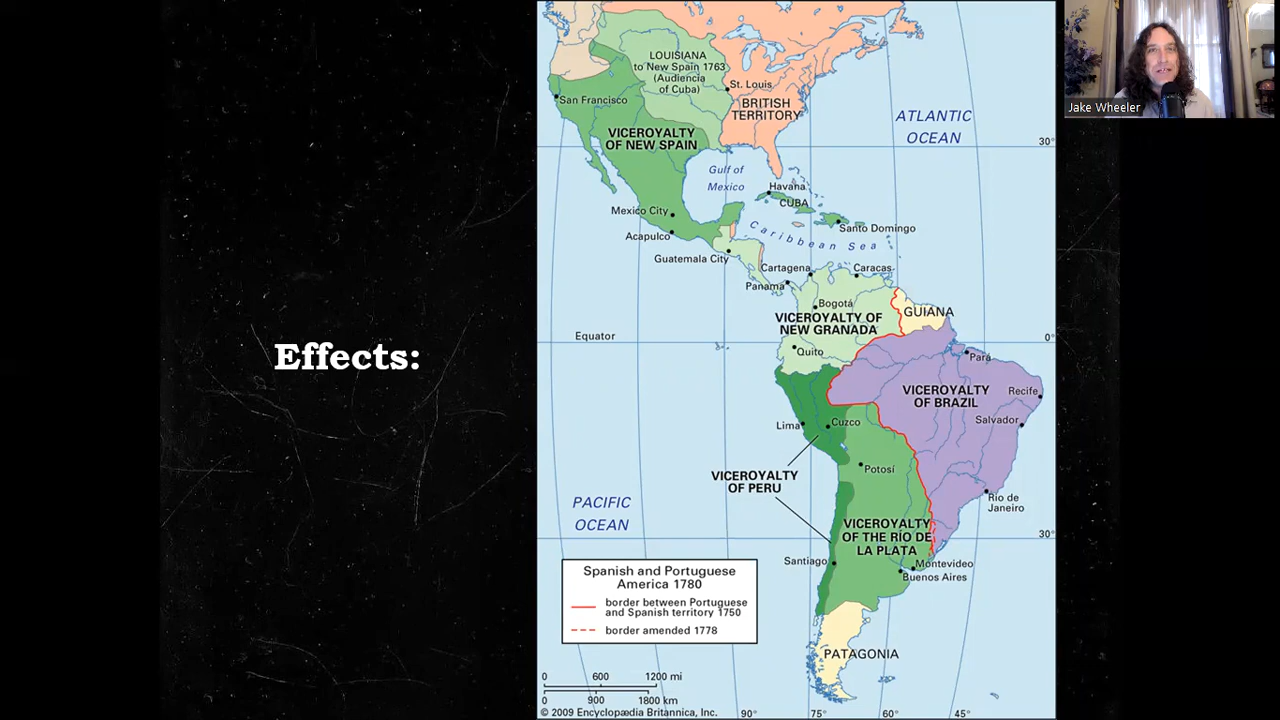 Effects:
LOUISIANA
to New Spain 1763
(Audiencia
of Cuba)
St. Louis
San Francisco
BRITISH
TERRITORY
ATLANTIC
OCEAN
VICEROYALTY
OF NEW SPAIN
30°
Gulf of
Mexico
Havana
CUBA
Mexico City
Acapulco
Santo Domingo
Caribbean Sea
Guatemala City
Cartagena
Caracas
Panama
Bogotá
VICEROYALTY OF
NEW GRANADA
GUIANA
Equator
0°
Quito
Pará
VICEROYALTY
OF BRAZIL
Recife
Lima
Cuzco
Salvador
Potosí
VICEROYALTY
OF PERU
PACIFIC
OCEAN
Rio de
Janeiro
VICEROYALTY
OF THE RÍO DE
LA PLATA
30°
Santiago
Montevideo
Buenos Aires
Spanish and Portuguese
America 1780
border between Portuguese
and Spanish territory 1750
border amended 1778
PATAGONIA
0 600 1200 mi
0 900 1800 km
© 2009 Encyclopædia Britannica, Inc.
90° 75° 60° 45°
Jake Wheeler